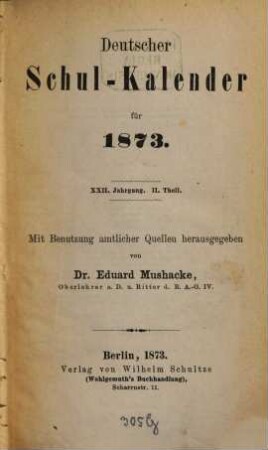 Deutscher
Schul-Kalender
für
1873.
XXII. Jahrgang. II. Theil.
Mit Benutzung amtlicher Quellen herausgegeben
von
Dr. Eduard Mushacke,
Oberlehrer a. D. u. Ritter d. R. A.-O. IV.
Berlin, 1873.
Verlag von Wilhelm Schultze
(Wohlgemuth's Buchhandlung),
Scharrnstr. 11.